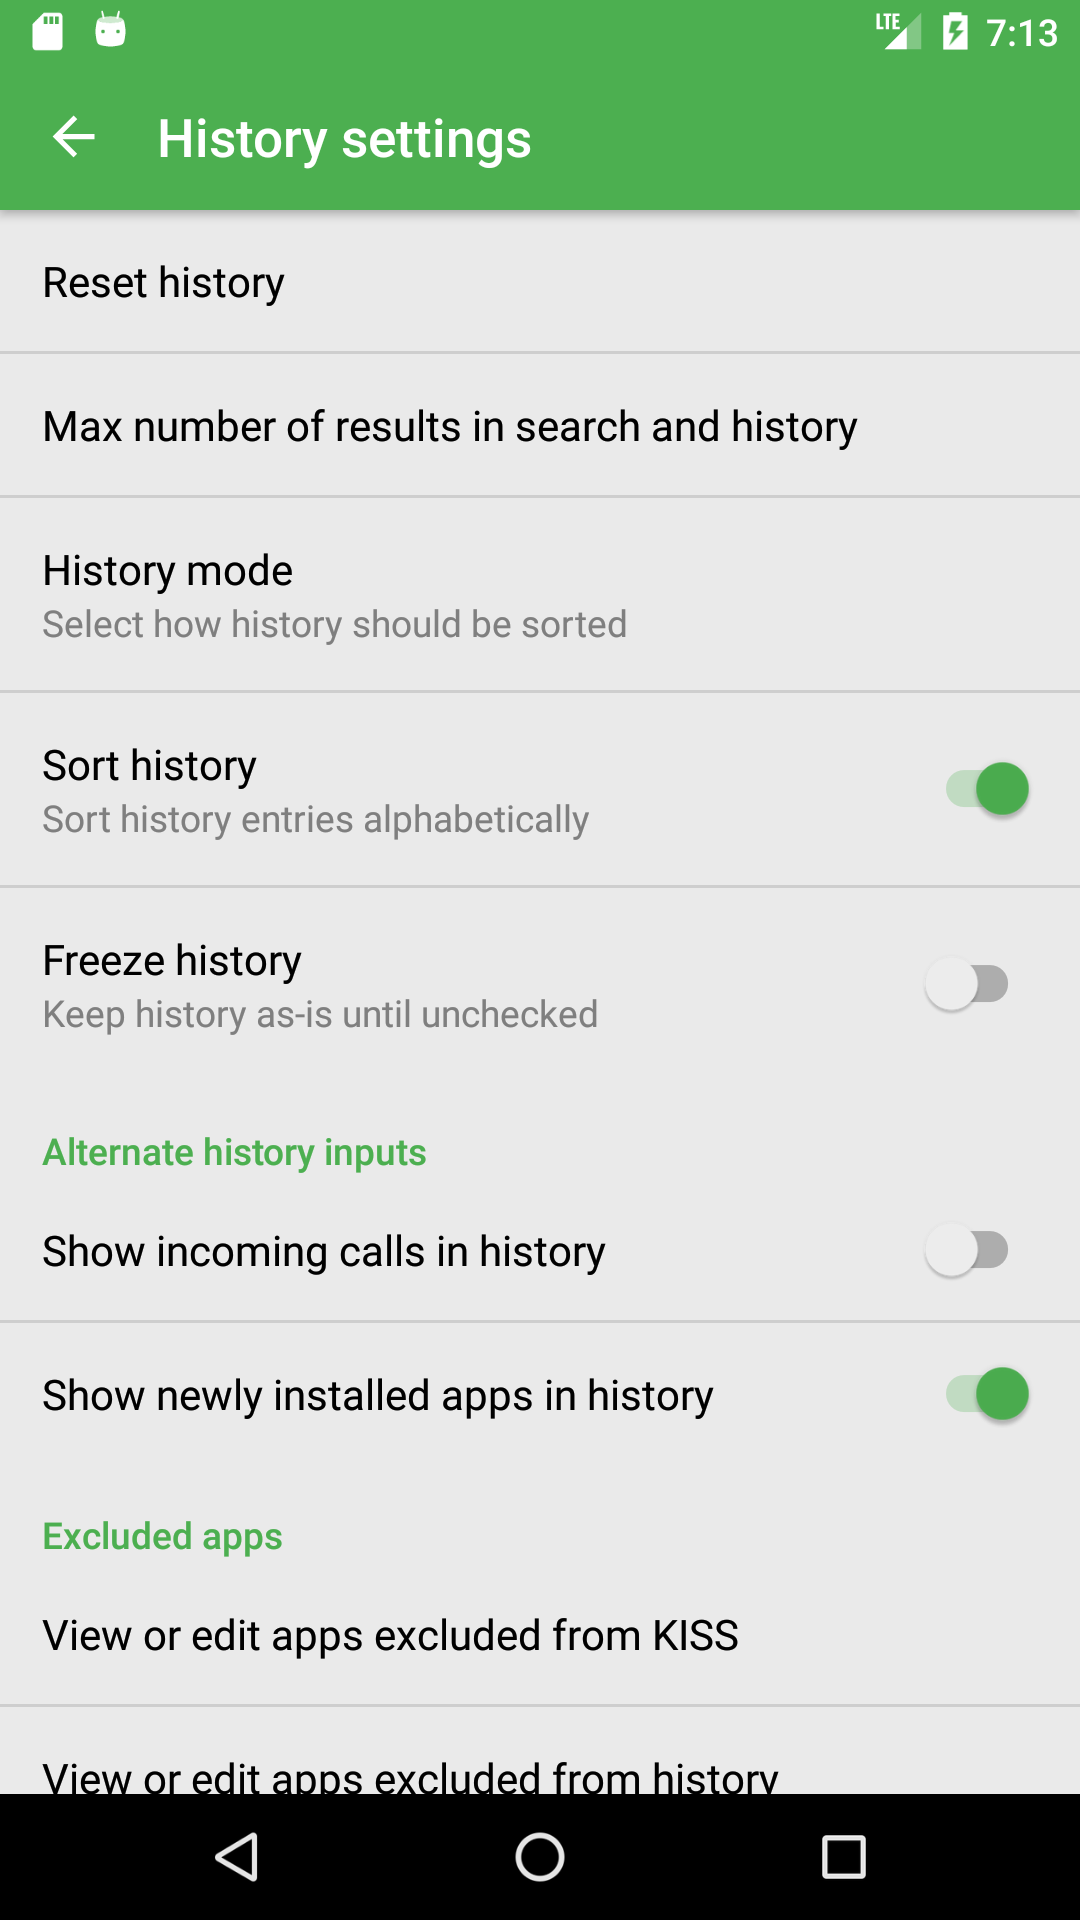 LTE 7:13
History settings
Reset history
Max number of results in search and history
History mode
Select how history should be sorted
Sort history
Sort history entries alphabetically
Freeze history
Keep history as-is until unchecked
Alternate history inputs
Show incoming calls in history
Show newly installed apps in history
Excluded apps
View or edit apps excluded from KISS
View or edit apps excluded from history